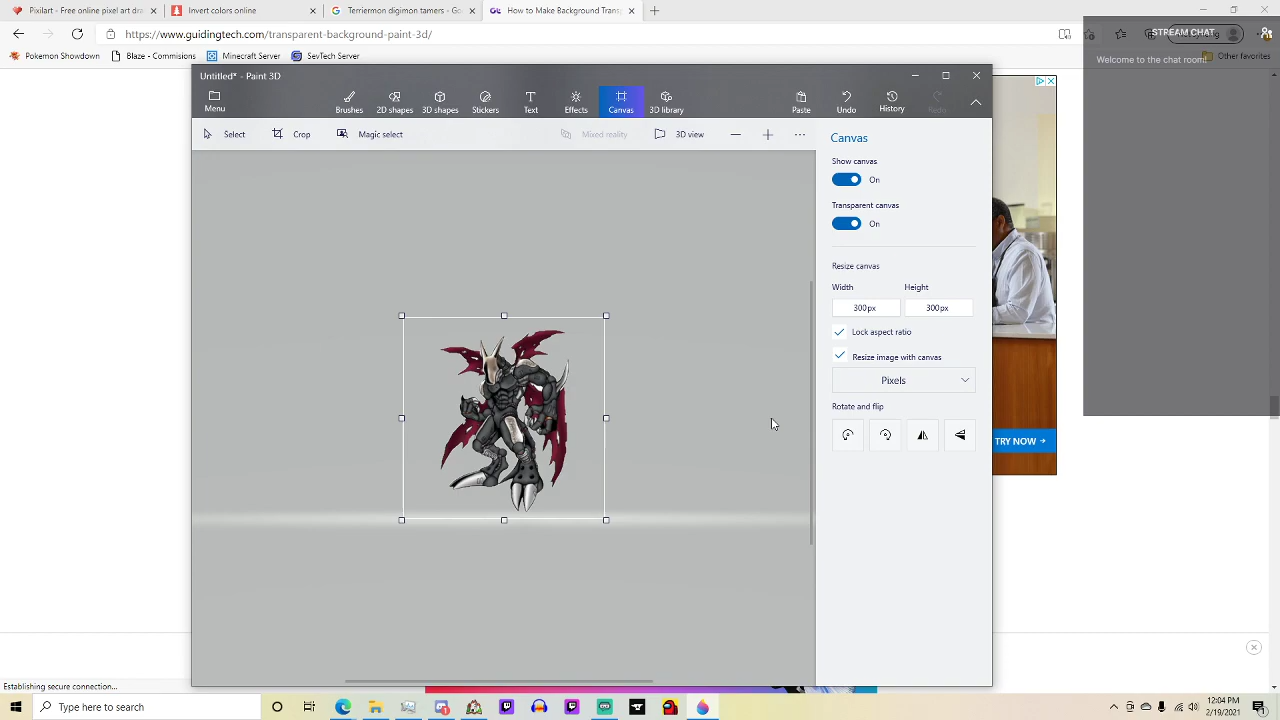 Pixilart - Free online pixel art dra
Invert colors online
Teniermon digimon tamers - Go
How to Make Background Trans
https://www.guidingtech.com/transparent-background-paint-3d/
STREAM CHAT
Pokemon Showdown
Blaze - Comissions
Minecraft Server
SevTech Server
Other favorites
Welcome to the chat room!
Untitled* - Paint 3D
Menu
Brushes
2D shapes
3D shapes
Stickers
Text
Effects
Canvas
3D library
Paste
Undo
History
Redo
Select
Crop
Magic select
Mixed reality
3D view
Canvas
Show canvas
On
Transparent canvas
On
Resize canvas
Width Height
300px 300px
Lock aspect ratio
Resize image with canvas
Pixels
Rotate and flip
TRY NOW →
Establishing secure connection...
Type here to search
12:04 PM
2/19/2021